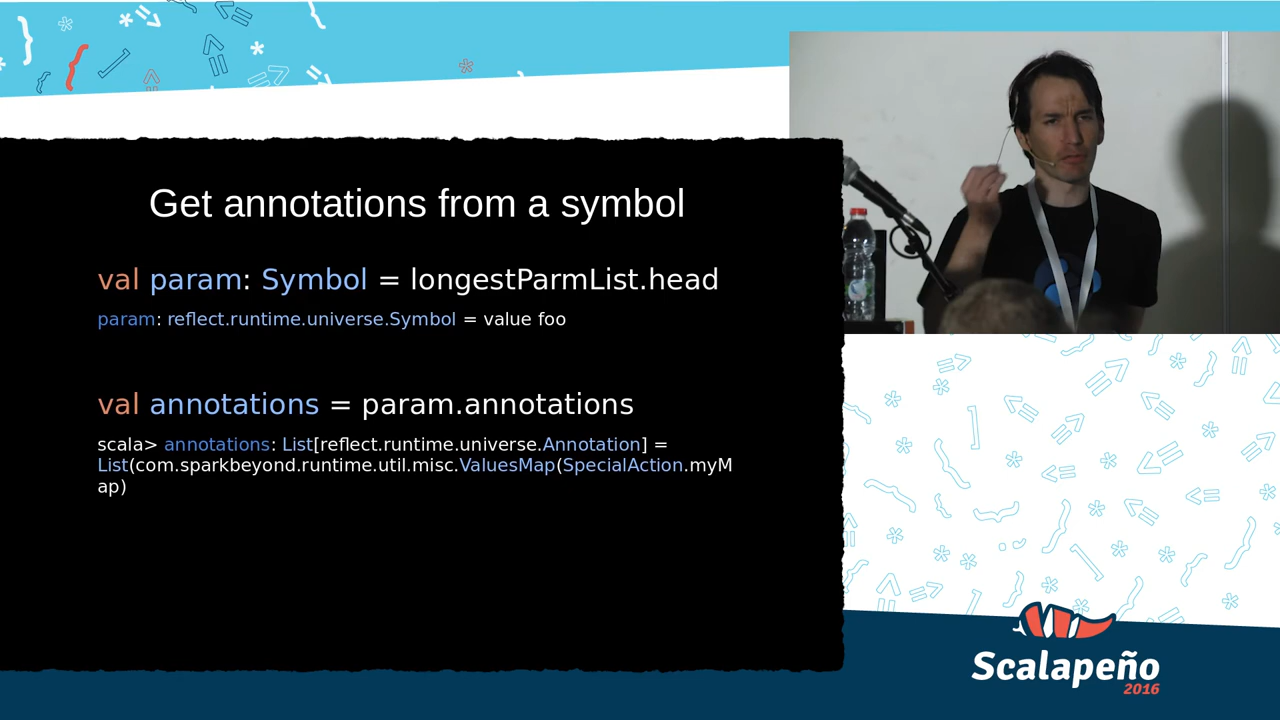 Get annotations from a symbol
val param: Symbol = longestParmList.head
param: reflect.runtime.universe.Symbol = value foo
val annotations = param.annotations
scala> annotations: List[reflect.runtime.universe.Annotation] =
List(com.sparkbeyond.runtime.util.misc.ValuesMap(SpecialAction.myM
ap)
Scalapeño
2016